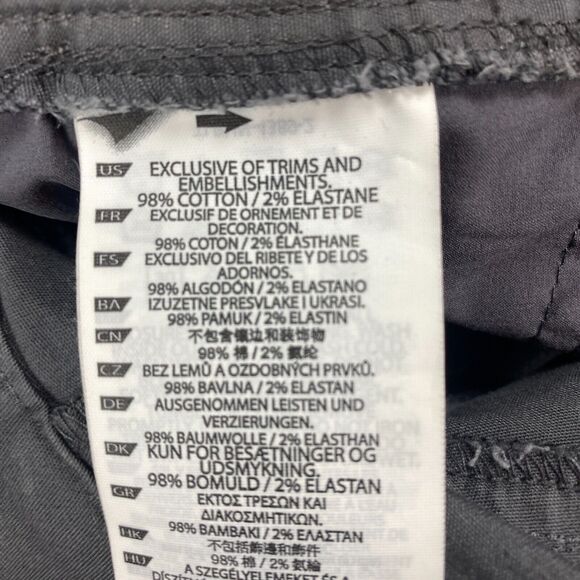 US EXCLUSIVE OF TRIMS AND
EMBELLISHMENTS.
98% COTTON / 2% ELASTANE
FR EXCLUSIF DE ORNEMENT ET DE
DECORATION.
98% COTON / 2% ÉLASTHANE
ES EXCLUSIVO DEL RIBETE Y DE LOS
ADORNOS.
98% ALGODÓN / 2% ELASTANO
BA IZUZETNE PRESVLAKE I UKRASI.
98% PAMUK / 2% ELASTIN
CN 不包含镶边和装饰物
98% 棉 / 2% 氨纶
CZ BEZ LEMŮ A OZDOBNÝCH PRVKŮ.
98% BAVLNA / 2% ELASTAN
DE AUSGENOMMEN LEISTEN UND
VERZIERUNGEN.
98% BAUMWOLLE / 2% ELASTHAN
DK KUN FOR BESÆTNINGER OG
UDSMYKNING.
98% BOMULD / 2% ELASTAN
GR ΕΚΤΟΣ ΤΡΕΣΩΝ ΚΑΙ
ΔΙΑΚΟΣΜΗΤΙΚΩΝ.
98% ΒΑΜΒΑΚΙ / 2% ΕΛΑΣΤΑΝ
HK 不包括飾邊和飾件
98% 棉 / 2% 氨綸
HU A SZEGÉLYELEMEKET ÉS A